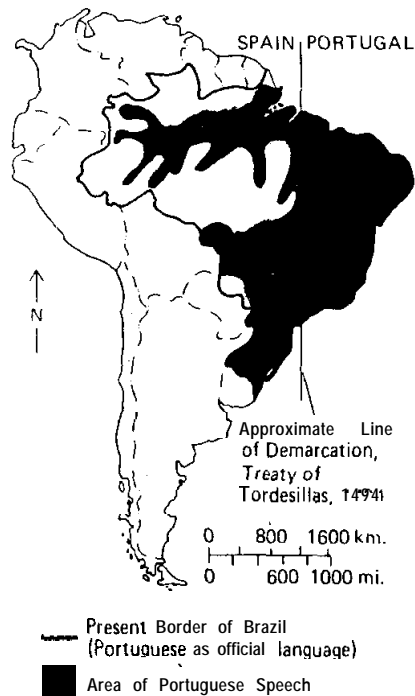 SPAIN PORTUGAL
N
Approximate Line
of Demarcation,
Treaty of
Tordesillas, 14941
0 800 1600 km.
0 600 1000 mi.
Present Border of Brazil
(Portuguese as official language)
Area of Portuguese Speech